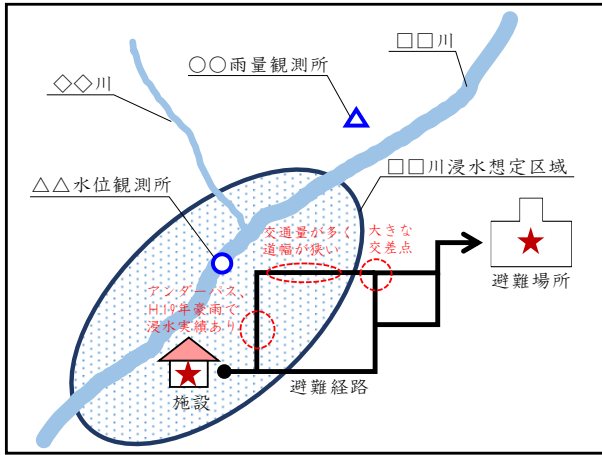 □□川
○○雨量観測所
◇◇川
□□川浸水想定区域
△△水位観測所
交通量が多く
道幅が狭い
大きな
交差点
避難場所
アンダーパス、
H.19年豪雨で
浸水実績あり
避難経路
施設